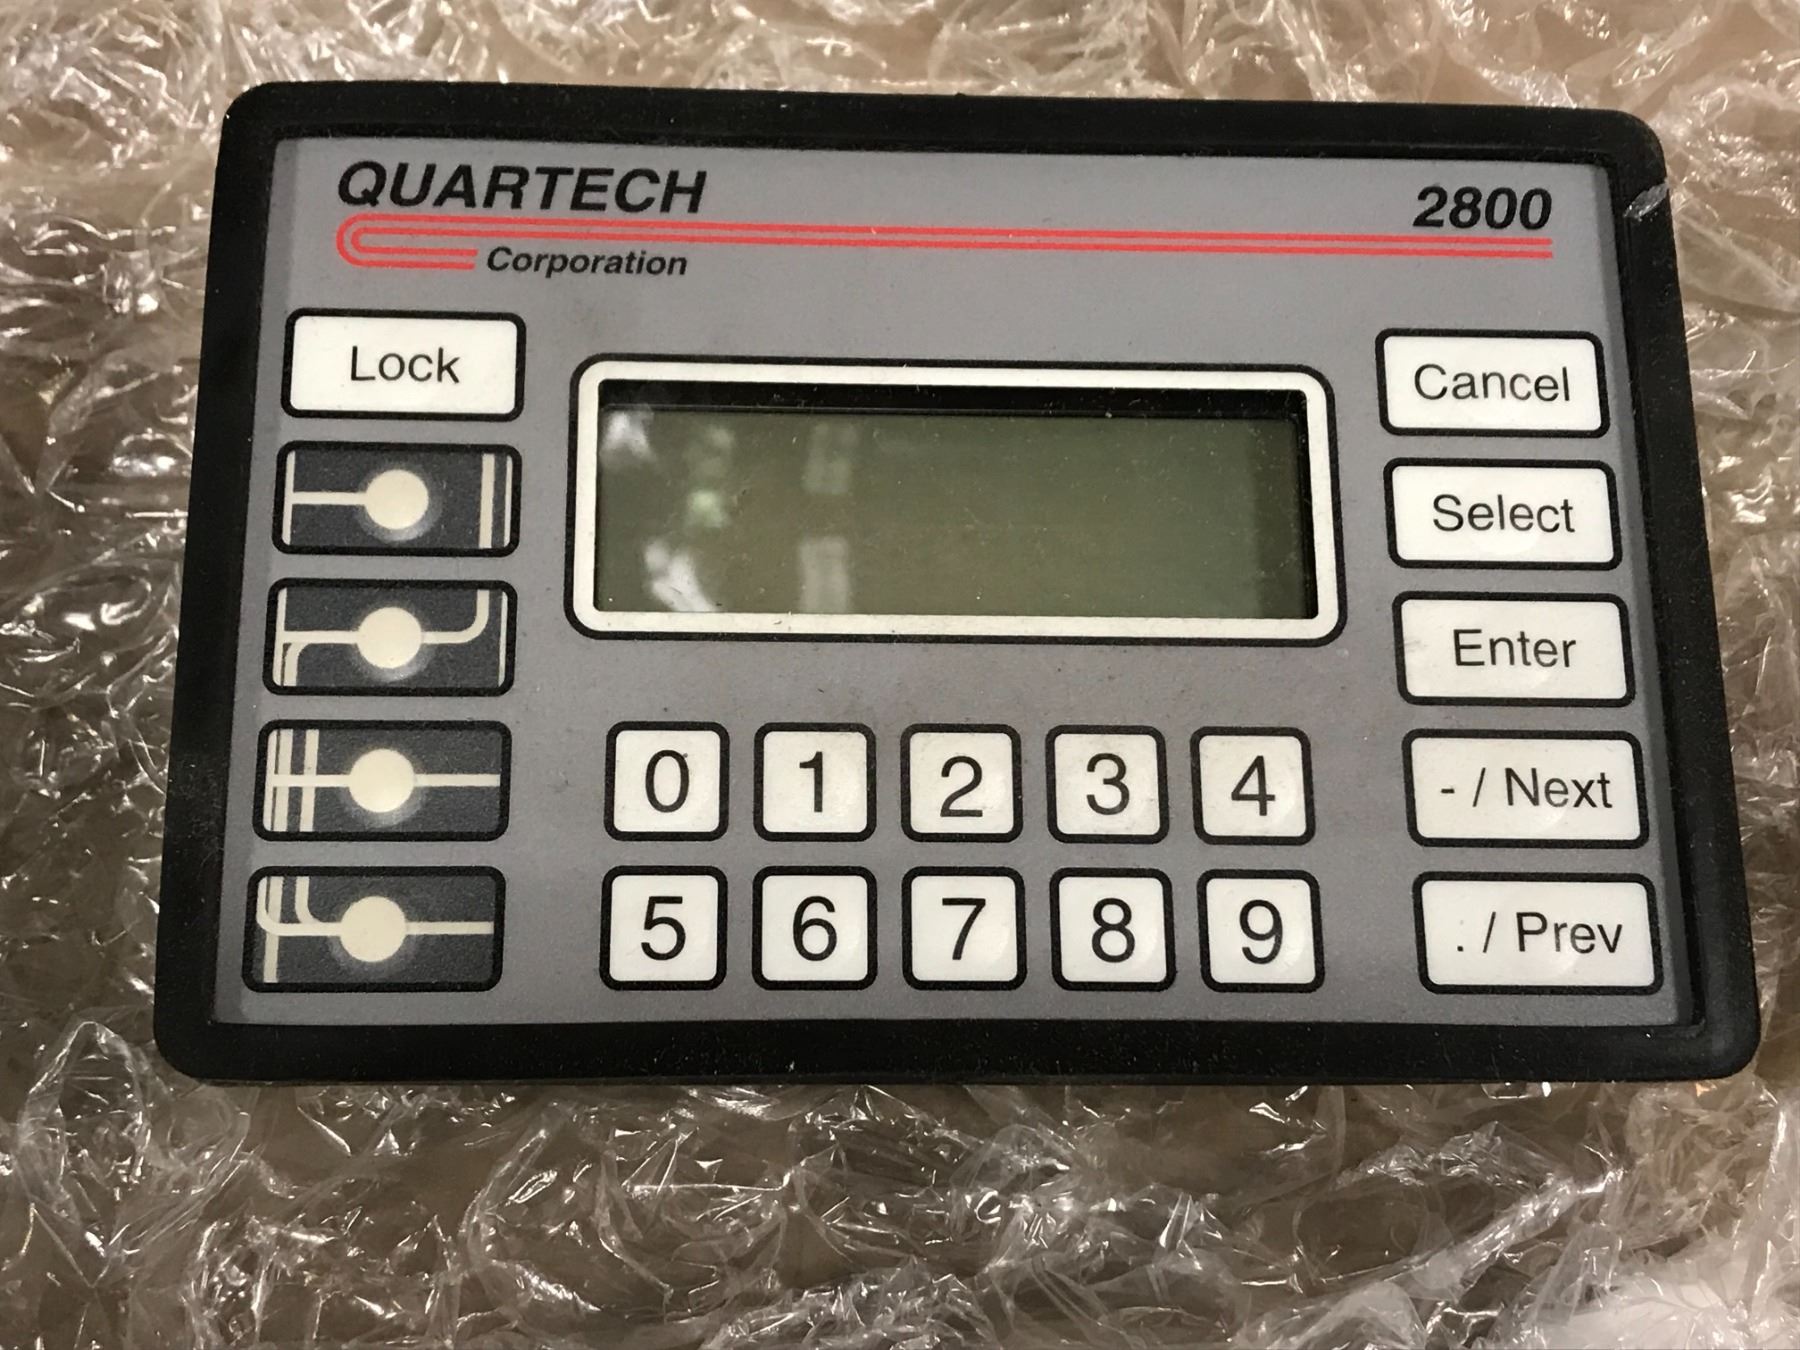 QUARTECH
2800
Corporation
Lock
Cancel
Select
Enter
0 1 2 3 4
- / Next
5 6 7 8 9
. / Prev